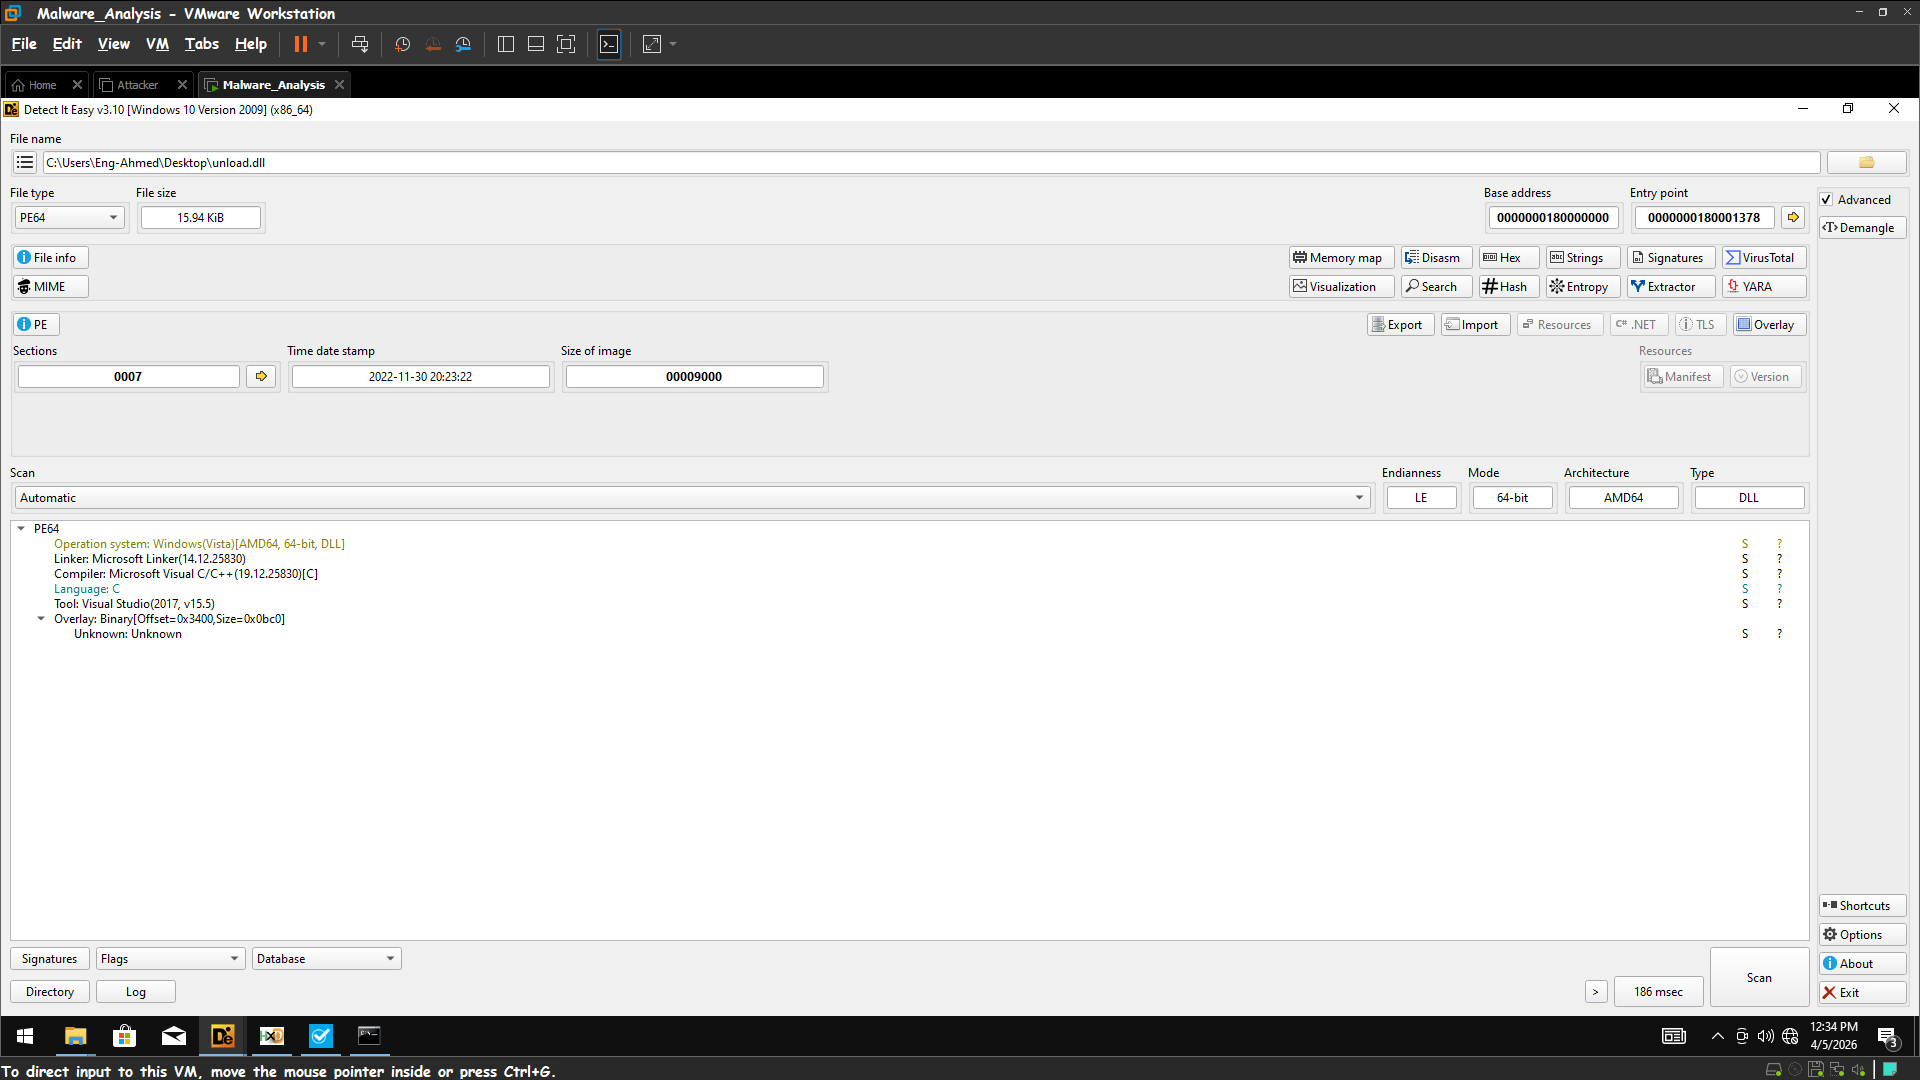 Malware_Analysis - VMware Workstation
File Edit View VM Tabs Help
Home Attacker Malware_Analysis
Detect It Easy v3.10 [Windows 10 Version 2009] (x86_64)
File name
C:\Users\Eng-Ahmed\Desktop\unload.dll
File type File size Base address Entry point
PE64 15.94 KiB 0000000180000000 0000000180001378
Advanced
Demangle
File info Memory map Disasm Hex Strings Signatures VirusTotal
MIME Visualization Search Hash Entropy Extractor YARA
PE Export Import Resources .NET TLS Overlay
Sections Time date stamp Size of image Resources
0007 2022-11-30 20:23:22 00009000 Manifest Version
Scan Endianness Mode Architecture Type
Automatic LE 64-bit AMD64 DLL
PE64
Operation system: Windows(Vista)[AMD64, 64-bit, DLL] S ?
Linker: Microsoft Linker(14.12.25830) S ?
Compiler: Microsoft Visual C/C++(19.12.25830)[C] S ?
Language: C S ?
Tool: Visual Studio(2017, v15.5) S ?
Overlay: Binary[Offset=0x3400,Size=0x0bc0]
Unknown: Unknown S ?
Shortcuts
Options
About
Exit
Signatures Flags Database
Directory Log > 186 msec Scan
12:34 PM
4/5/2026
3
To direct input to this VM, move the mouse pointer inside or press Ctrl+G.